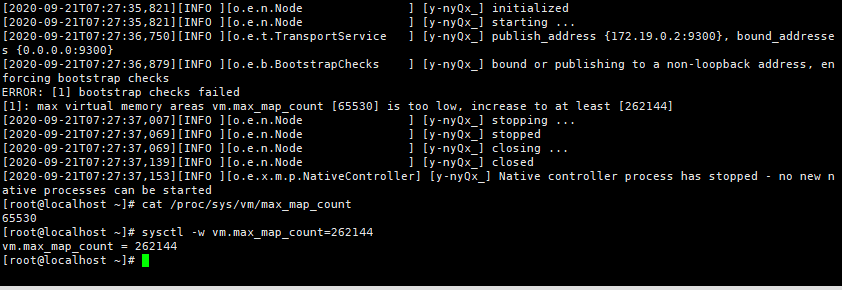 [2020-09-21T07:27:35,821][INFO ][o.e.n.Node               ] [y-nyQx_] initialized
[2020-09-21T07:27:35,821][INFO ][o.e.n.Node               ] [y-nyQx_] starting ...
[2020-09-21T07:27:36,750][INFO ][o.e.t.TransportService   ] [y-nyQx_] publish_address {172.19.0.2:9300}, bound_addresse
s {0.0.0.0:9300}
[2020-09-21T07:27:36,879][INFO ][o.e.b.BootstrapChecks    ] [y-nyQx_] bound or publishing to a non-loopback address, en
forcing bootstrap checks
ERROR: [1] bootstrap checks failed
[1]: max virtual memory areas vm.max_map_count [65530] is too low, increase to at least [262144]
[2020-09-21T07:27:37,007][INFO ][o.e.n.Node               ] [y-nyQx_] stopping ...
[2020-09-21T07:27:37,069][INFO ][o.e.n.Node               ] [y-nyQx_] stopped
[2020-09-21T07:27:37,069][INFO ][o.e.n.Node               ] [y-nyQx_] closing ...
[2020-09-21T07:27:37,139][INFO ][o.e.n.Node               ] [y-nyQx_] closed
[2020-09-21T07:27:37,153][INFO ][o.e.x.m.p.NativeController] [y-nyQx_] Native controller process has stopped - no new n
ative processes can be started
[root@localhost ~]# cat /proc/sys/vm/max_map_count
65530
[root@localhost ~]# sysctl -w vm.max_map_count=262144
vm.max_map_count = 262144
[root@localhost ~]#